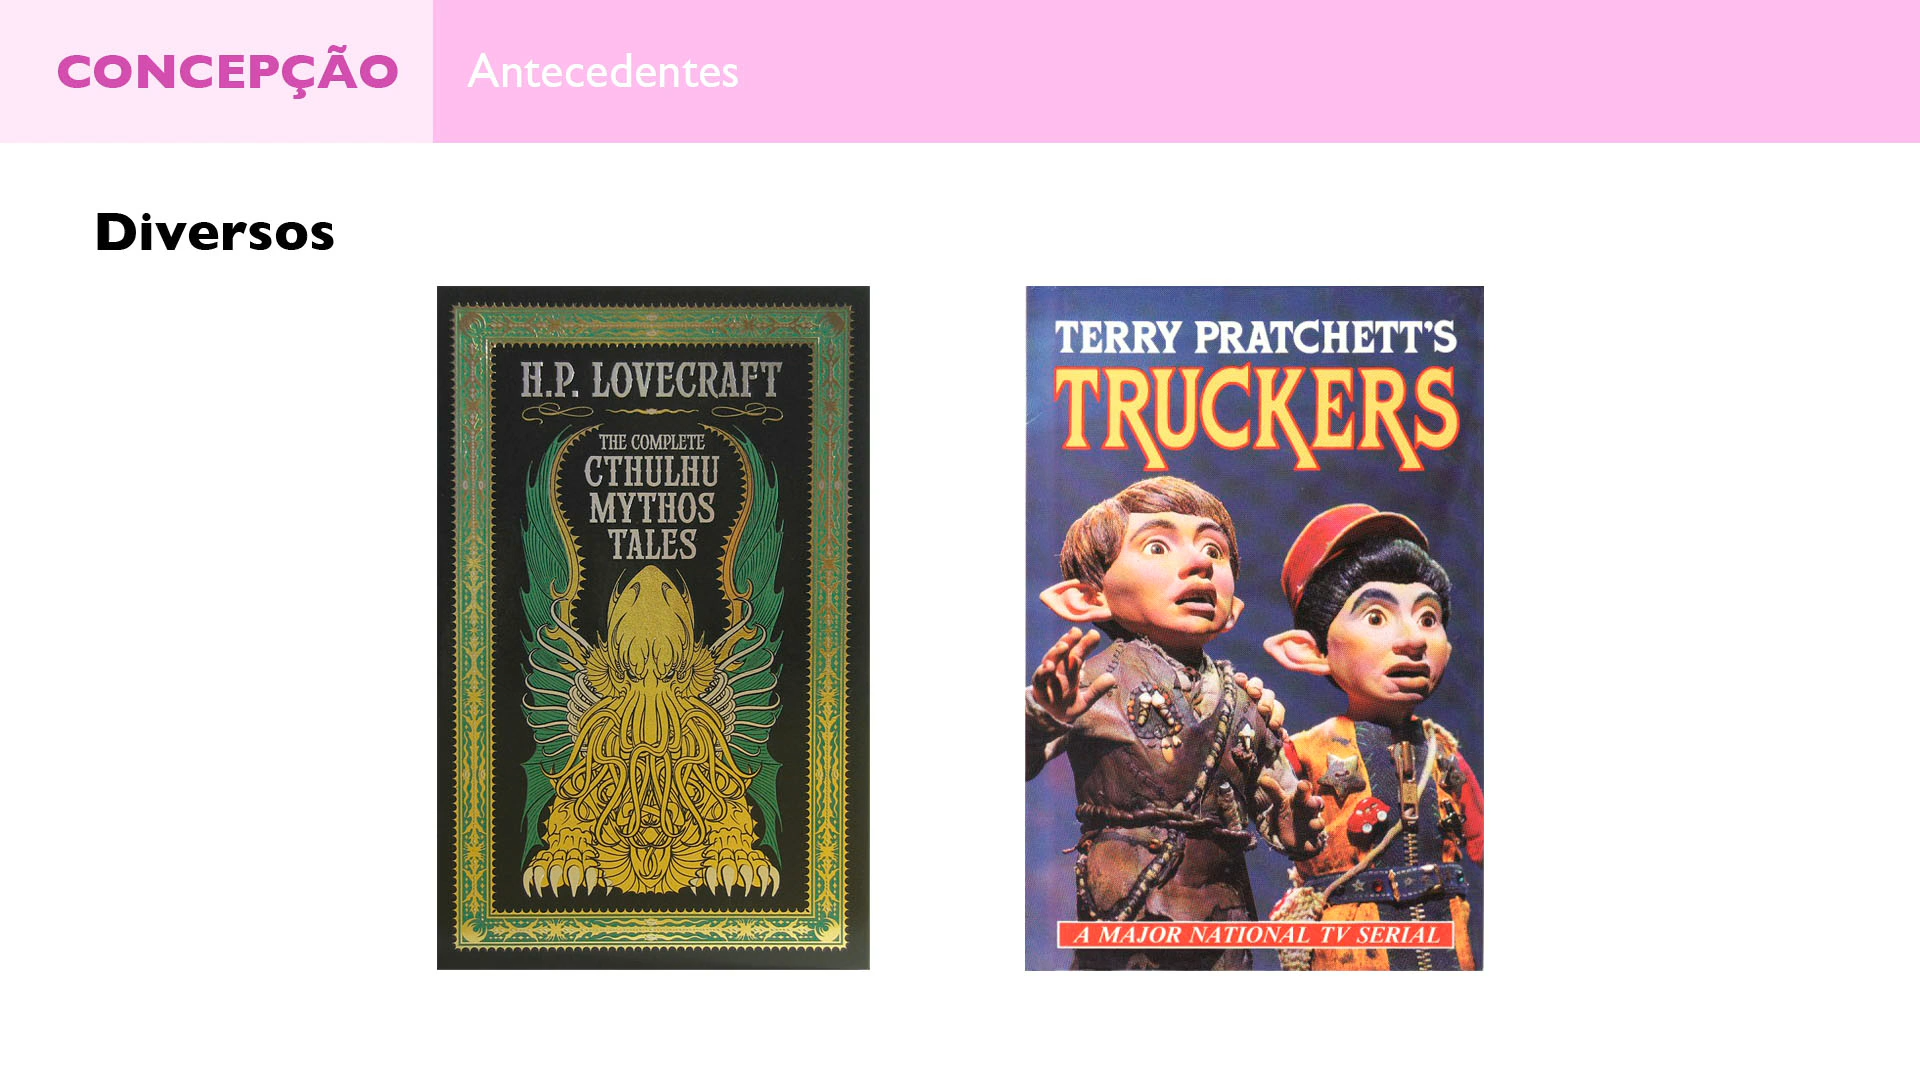 CONCEPÇÃO
Antecedentes
Diversos
H.P. LOVECRAFT
THE COMPLETE
CTHULHU
MYTHOS
TALES
TERRY PRATCHETT'S
TRUCKERS
A MAJOR NATIONAL TV SERIAL